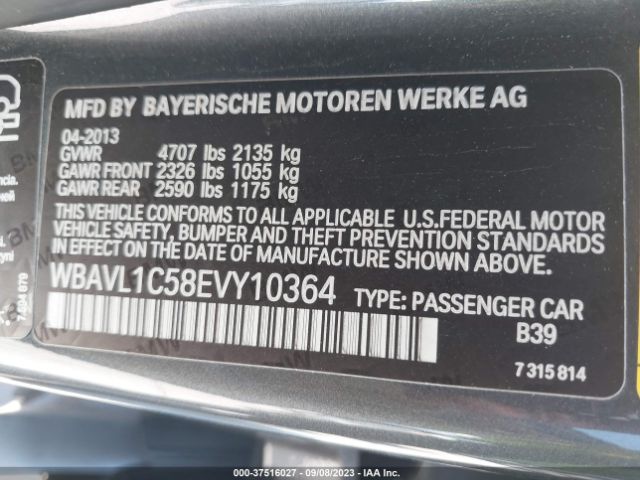 MFD BY BAYERISCHE MOTOREN WERKE AG
04-2013
GVWR 4707 lbs 2135 kg
GAWR FRONT 2326 lbs 1055 kg
GAWR REAR 2590 lbs 1175 kg
THIS VEHICLE CONFORMS TO ALL APPLICABLE U.S.FEDERAL MOTOR
VEHICLE SAFETY, BUMPER AND THEFT PREVENTION STANDARDS
IN EFFECT ON THE DATE OF MANUFACTURE SHOWN ABOVE.
WBAVL1C58EVY10364 TYPE: PASSENGER CAR
B39
7 315 814
000-37516027 - 09/08/2023 - IAA Inc.